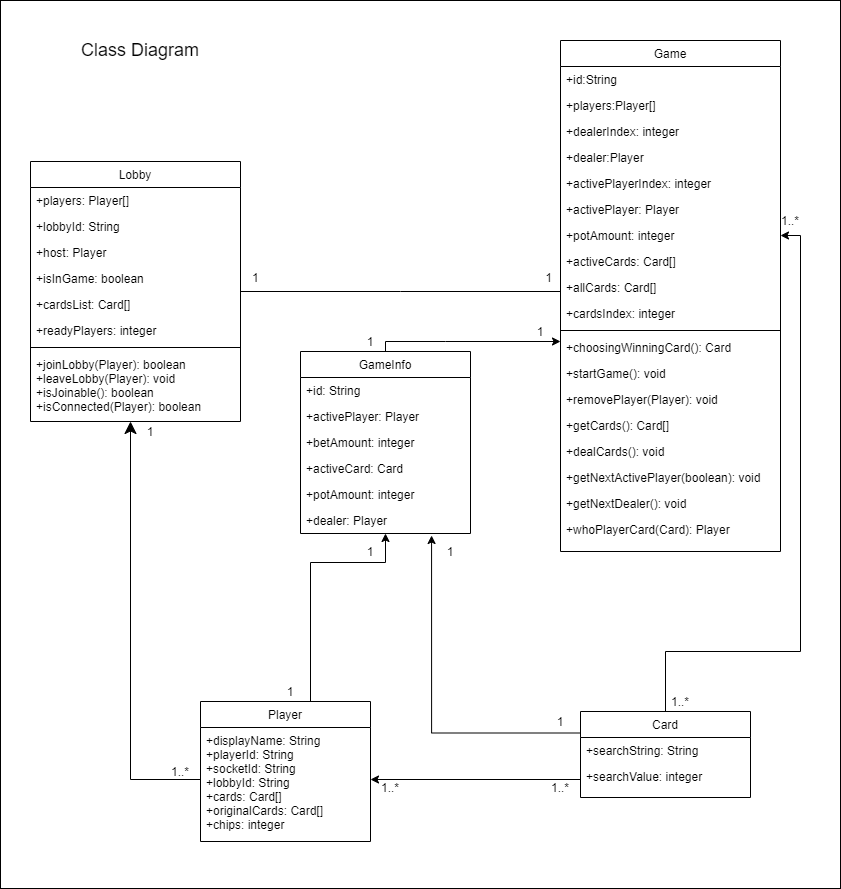 Class Diagram
Game
+id:String
+players:Player[]
+dealerIndex: integer
+dealer:Player
+activePlayerIndex: integer
+activePlayer: Player
+potAmount: integer
+activeCards: Card[]
+allCards: Card[]
+cardsIndex: integer
+choosingWinningCard(): Card
+startGame(): void
+removePlayer(Player): void
+getCards(): Card[]
+dealCards(): void
+getNextActivePlayer(boolean): void
+getNextDealer(): void
+whoPlayerCard(Card): Player
Lobby
+players: Player[]
+lobbyId: String
+host: Player
+isInGame: boolean
+cardsList: Card[]
+readyPlayers: integer
+joinLobby(Player): boolean
+leaveLobby(Player): void
+isJoinable(): boolean
+isConnected(Player): boolean
1
1
1..*
1
1
1
GameInfo
+id: String
+activePlayer: Player
+betAmount: integer
+activeCard: Card
+potAmount: integer
+dealer: Player
1
1
1
1..*
1
1..*
Player
+displayName: String
+playerId: String
+socketId: String
+lobbyId: String
+cards: Card[]
+originalCards: Card[]
+chips: integer
1..*
1..*
Card
+searchString: String
+searchValue: integer